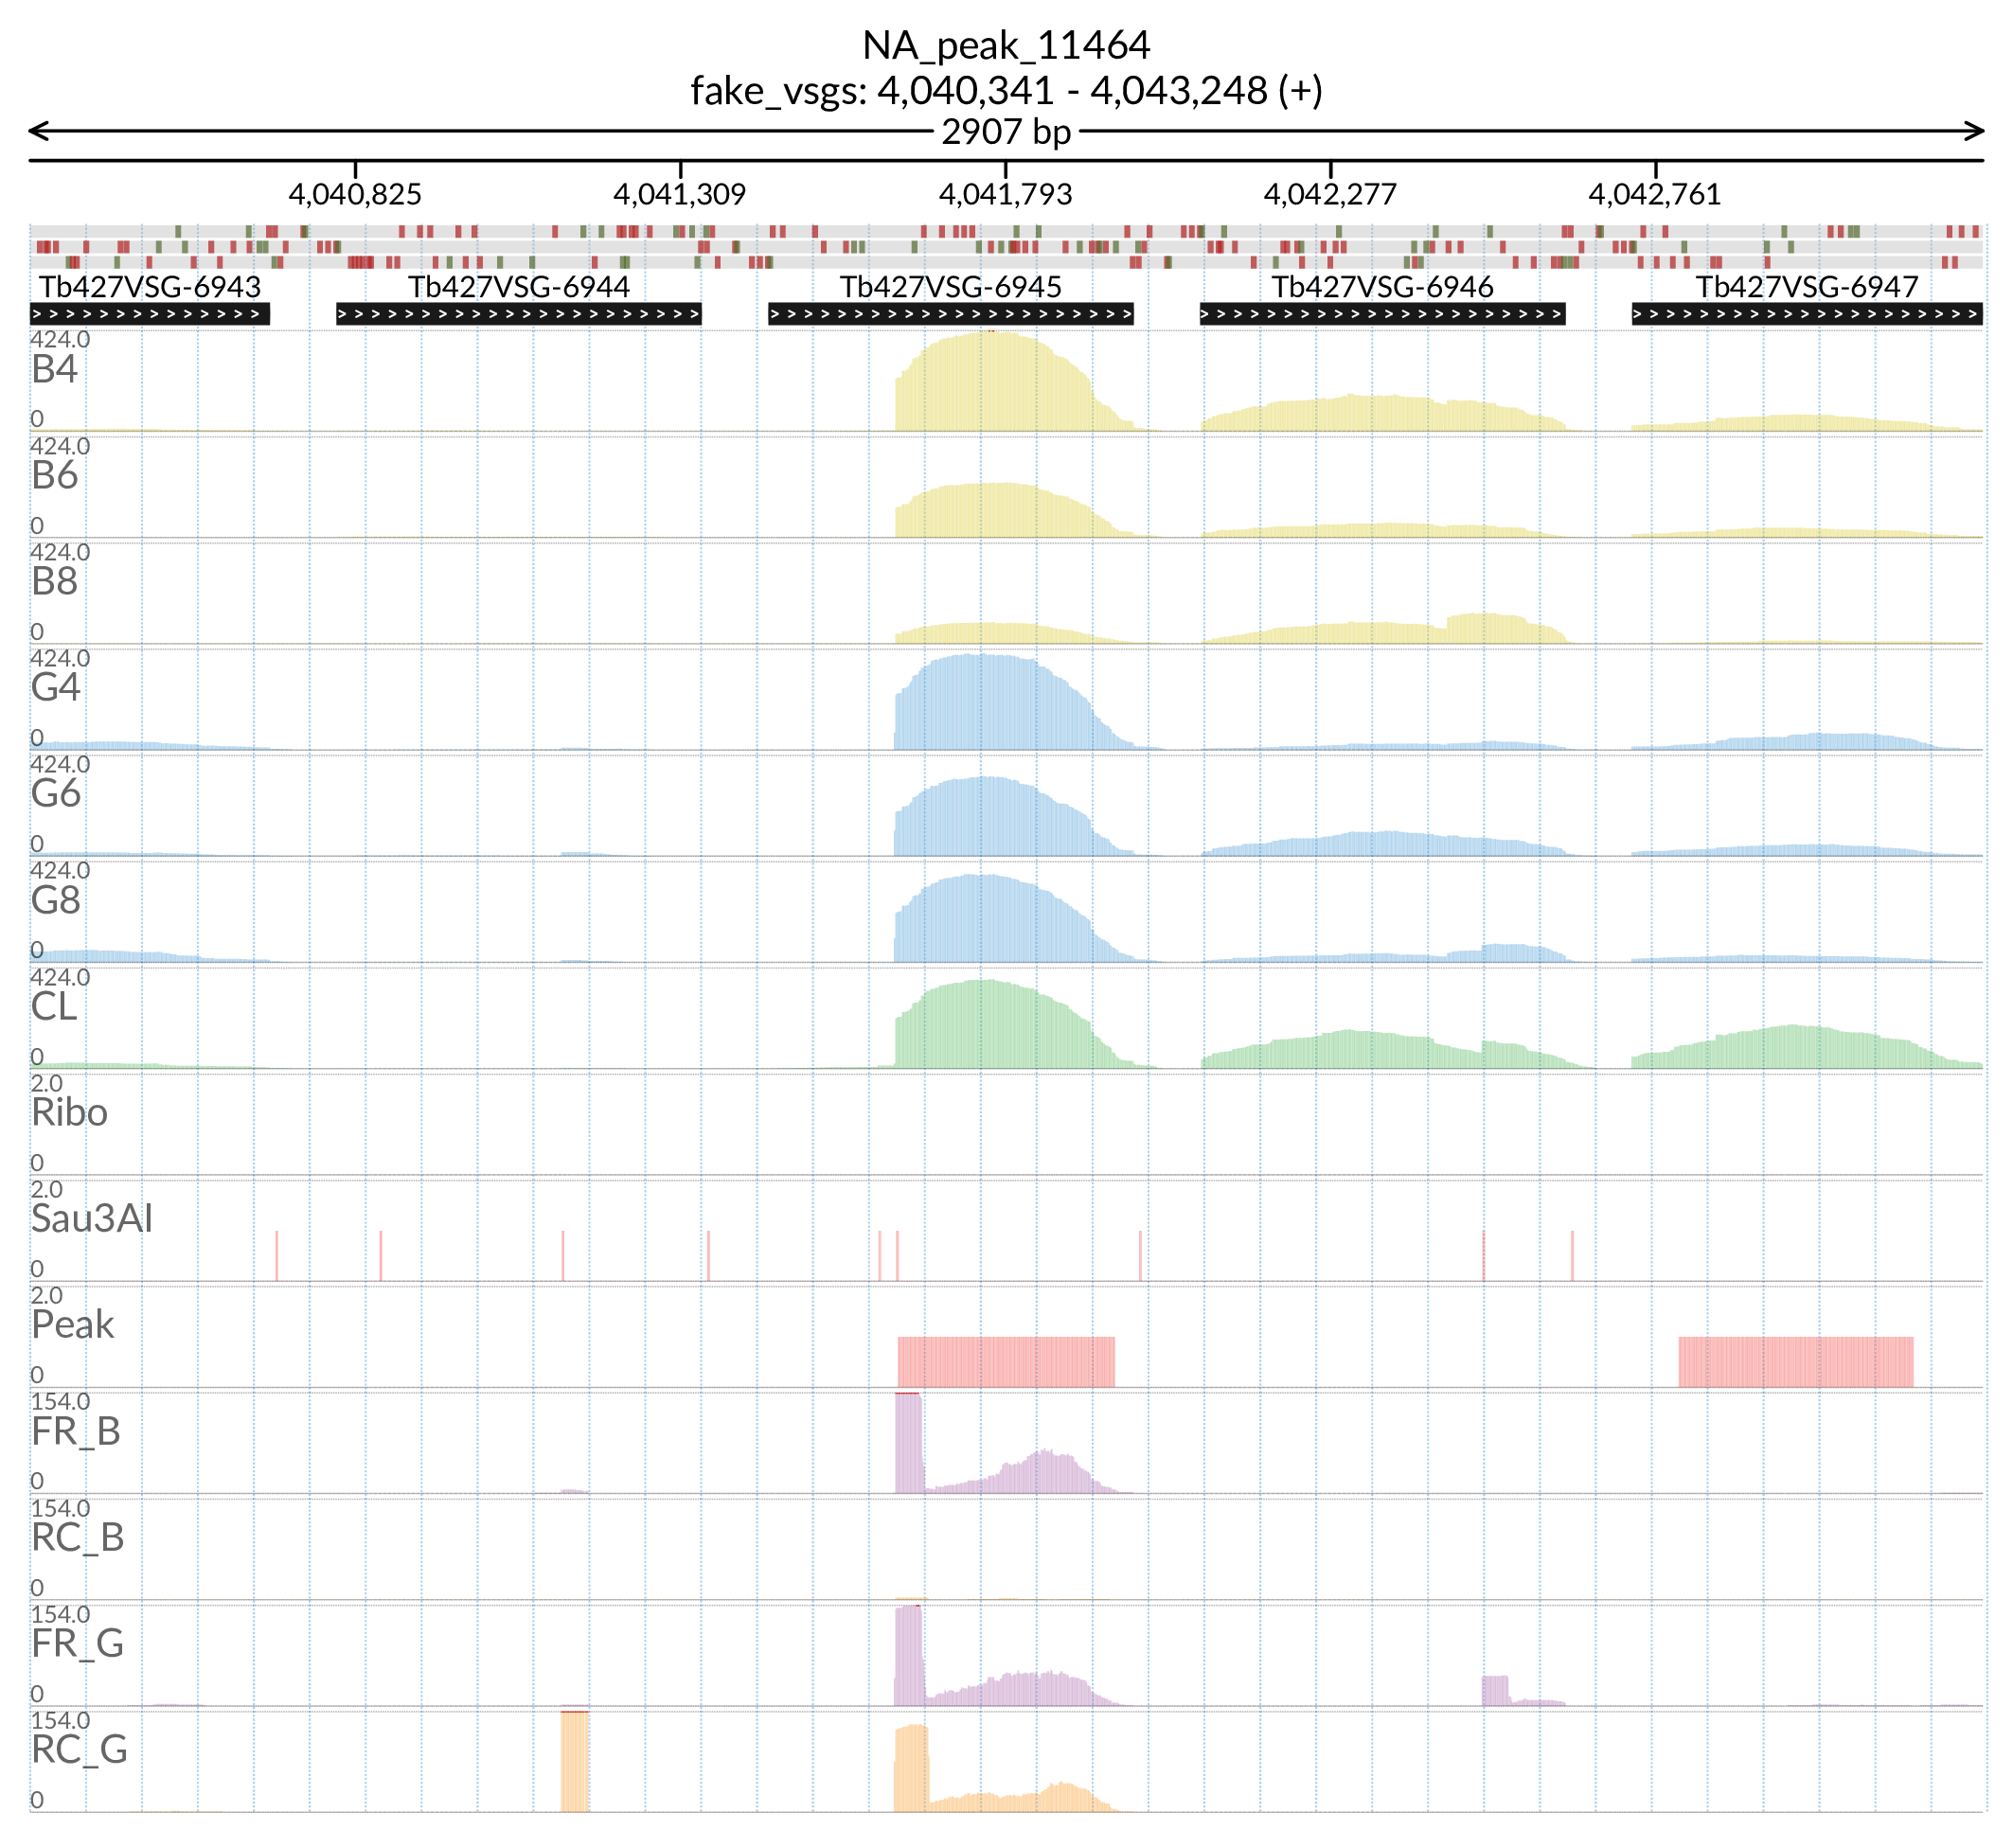 NA_peak_11464
fake_vsgs: 4,040,341 - 4,043,248 (+)
2907 bp
4,040,825 4,041,309 4,041,793 4,042,277 4,042,761
Tb427VSG-6943 Tb427VSG-6944 Tb427VSG-6945 Tb427VSG-6946 Tb427VSG-6947
424.0
B4
0
424.0
B6
0
424.0
B8
0
424.0
G4
0
424.0
G6
0
424.0
G8
0
424.0
CL
0
2.0
Ribo
0
2.0
Sau3AI
0
2.0
Peak
0
154.0
FR_B
0
154.0
RC_B
0
154.0
FR_G
0
154.0
RC_G
0